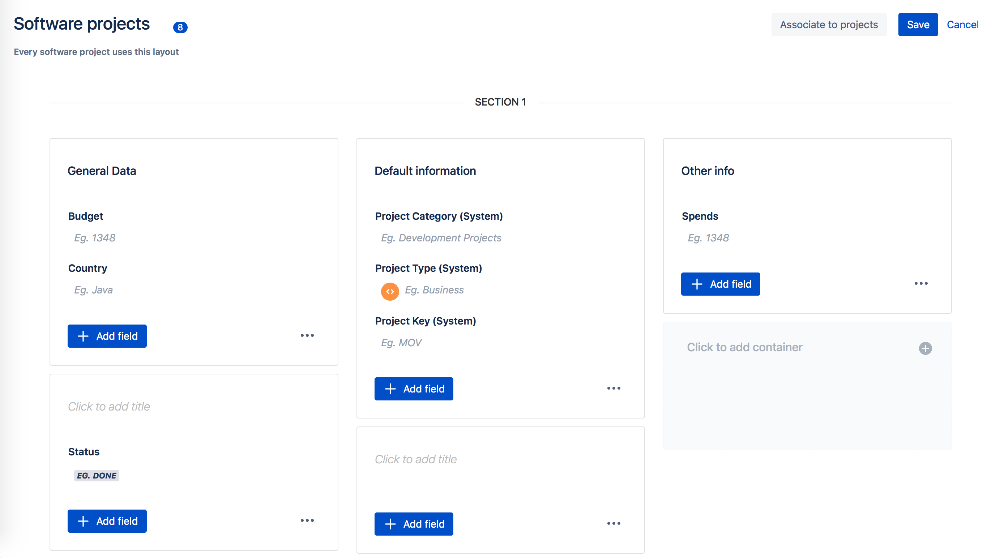 Software projects 8
Associate to projects Save Cancel
Every software project uses this layout
SECTION 1
General Data
Budget
Eg. 1348
Country
Eg. Java
Add field
Click to add title
Status
EG. DONE
Add field
Default information
Project Category (System)
Eg. Development Projects
Project Type (System)
Eg. Business
Project Key (System)
Eg. MOV
Add field
Click to add title
Add field
Other info
Spends
Eg. 1348
Add field
Click to add container